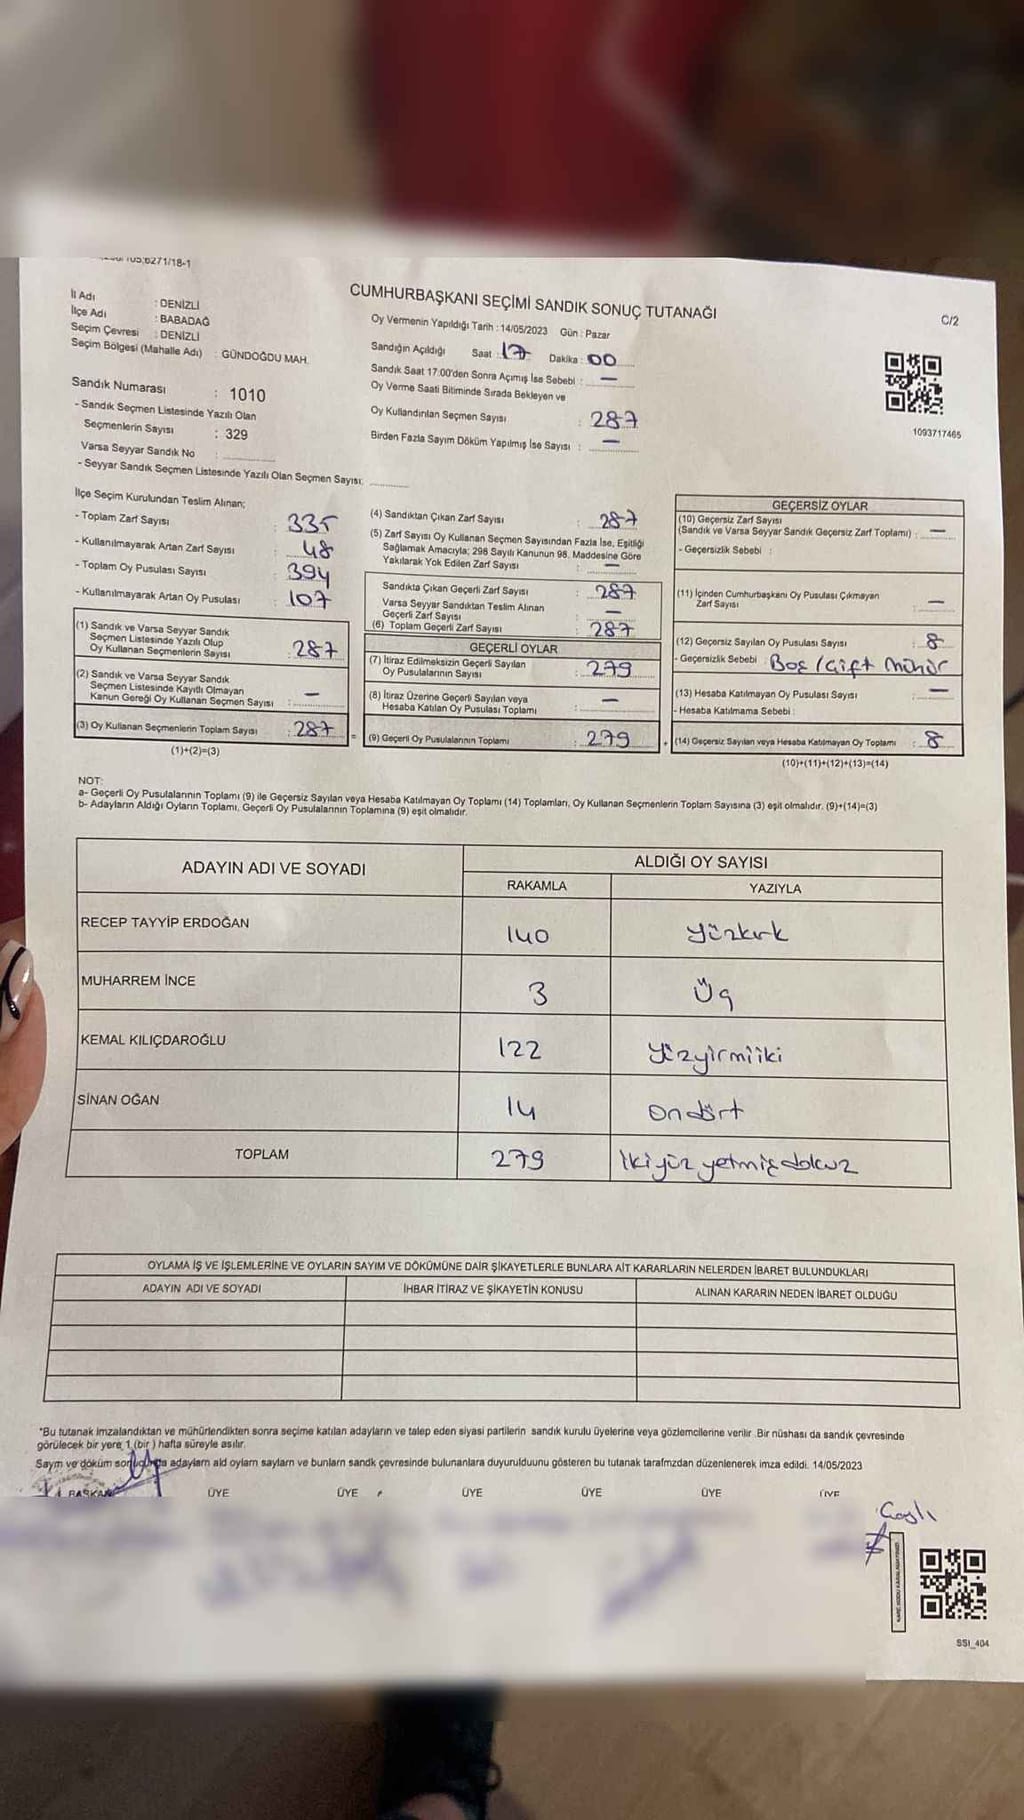 6271/18-1
CUMHURBAŞKANI SEÇİMİ SANDIK SONUÇ TUTANAĞI
C/2
İl Adı : DENİZLİ
İlçe Adı : BABADAĞ
Seçim Çevresi : DENİZLİ
Seçim Bölgesi (Mahalle Adı) : GÜNDOĞDU MAH.
Sandık Numarası : 1010
- Sandık Seçmen Listesinde Yazılı Olan
Seçmenlerin Sayısı : 329
Varsa Seyyar Sandık No :
- Seyyar Sandık Seçmen Listesinde Yazılı Olan Seçmen Sayısı:
Oy Vermenin Yapıldığı Tarih : 14/05/2023 Gün : Pazar
Sandığın Açıldığı Saat : 17 Dakika : 00
Sandık Saat 17:00'den Sonra Açımış İse Sebebi : —
Oy Verme Saati Bitiminde Sırada Bekleyen ve
Oy Kullandırılan Seçmen Sayısı : 287
Birden Fazla Sayım Döküm Yapılmış İse Sayısı : —
1093717465
İlçe Seçim Kurulundan Teslim Alınan;
- Toplam Zarf Sayısı : 335
- Kullanılmayarak Artan Zarf Sayısı : 48
- Toplam Oy Pusulası Sayısı : 394
- Kullanılmayarak Artan Oy Pusulası : 107
(1) Sandık ve Varsa Seyyar Sandık
Seçmen Listesinde Yazılı Olup
Oy Kullanan Seçmenlerin Sayısı : 287
(2) Sandık ve Varsa Seyyar Sandık
Seçmen Listesinde Kayıtlı Olmayan
Kanun Gereği Oy Kullanan Seçmen Sayısı : —
(3) Oy Kullanan Seçmenlerin Toplam Sayısı : 287
(1)+(2)=(3)
(4) Sandıktan Çıkan Zarf Sayısı : 287
(5) Zarf Sayısı Oy Kullanan Seçmen Sayısından Fazla İse, Eşitliği
Sağlamak Amacıyla; 298 Sayılı Kanunun 98. Maddesine Göre
Yakılarak Yok Edilen Zarf Sayısı : —
Sandıkta Çıkan Geçerli Zarf Sayısı : 287
Varsa Seyyar Sandıktan Teslim Alınan
Geçerli Zarf Sayısı : —
(6) Toplam Geçerli Zarf Sayısı : 287
GEÇERLİ OYLAR
(7) İtiraz Edilmeksizin Geçerli Sayılan
Oy Pusulalarının Sayısı : 279
(8) İtiraz Üzerine Geçerli Sayılan veya
Hesaba Katılan Oy Pusulası Toplamı : —
(9) Geçerli Oy Pusulalarının Toplamı : 279
GEÇERSİZ OYLAR
(10) Geçersiz Zarf Sayısı
(Sandık ve Varsa Seyyar Sandık Geçersiz Zarf Toplamı) : —
- Geçersizlik Sebebi :
(11) İçinden Cumhurbaşkanı Oy Pusulası Çıkmayan
Zarf Sayısı : —
(12) Geçersiz Sayılan Oy Pusulası Sayısı : 8
- Geçersizlik Sebebi : Boş / Çift mühür
(13) Hesaba Katılmayan Oy Pusulası Sayısı : —
- Hesaba Katılmama Sebebi :
(14) Geçersiz Sayılan veya Hesaba Katılmayan Oy Toplamı : 8
(10)+(11)+(12)+(13)=(14)
NOT:
a- Geçerli Oy Pusulalarının Toplamı (9) ile Geçersiz Sayılan veya Hesaba Katılmayan Oy Toplamı (14) Toplamları, Oy Kullanan Seçmenlerin Toplam Sayısına (3) eşit olmalıdır. (9)+(14)=(3)
b- Adayların Aldığı Oyların Toplamı, Geçerli Oy Pusulalarının Toplamına (9) eşit olmalıdır.
ADAYIN ADI VE SOYADI
ALDIĞI OY SAYISI
RAKAMLA YAZIYLA
RECEP TAYYİP ERDOĞAN 140 yüzkırk
MUHARREM İNCE 3 Üç
KEMAL KILIÇDAROĞLU 122 yüzyirmiiki
SİNAN OĞAN 14 ondört
TOPLAM 279 ikiyüz yetmişdokuz
OYLAMA İŞ VE İŞLEMLERİNE VE OYLARIN SAYIM VE DÖKÜMÜNE DAİR ŞİKAYETLERLE BUNLARA AİT KARARLARIN NELERDEN İBARET BULUNDUKLARI
ADAYIN ADI VE SOYADI İHBAR İTİRAZ VE ŞİKAYETİN KONUSU ALINAN KARARIN NEDEN İBARET OLDUĞU
*Bu tutanak imzalandıktan ve mühürlendikten sonra seçime katılan adayların ve talep eden siyasi partilerin sandık kurulu üyelerine veya gözlemcilerine verilir. Bir nüshası da sandık çevresinde
görülecek bir yere 1 (bir) hafta süreyle asılır.
Sayım ve döküm adayların ald oylarn saylarn ve bunlarn sandk çevresinde bulunanlara duyurulduunu gösteren bu tutanak tarafmzdan düzenlenerek imza edildi. 14/05/2023
BAŞKAN ÜYE ÜYE ÜYE ÜYE ÜYE ÜYE
SSI_404